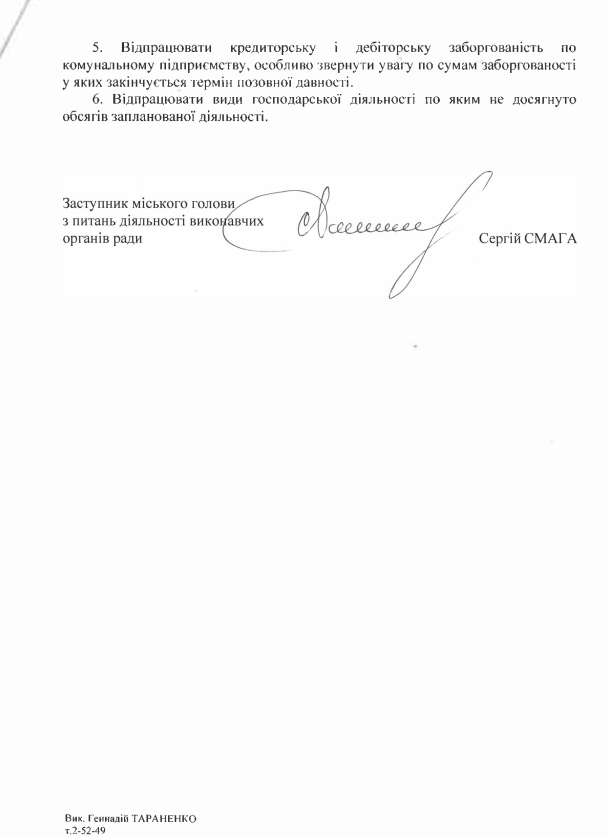 5. Відпрацювати кредиторську і дебіторську заборгованість по
комунальному підприємству, особливо звернути увагу по сумам заборгованості
у яких закінчується термін позовної давності.
6. Відпрацювати види господарської діяльності по яким не досягнуто
обсягів запланованої діяльності.
Заступник міського голови
з питань діяльності виконавчих
органів ради
Сергій СМАГА
Вик. Геннадій ТАРАНЕНКО
т.2-52-49